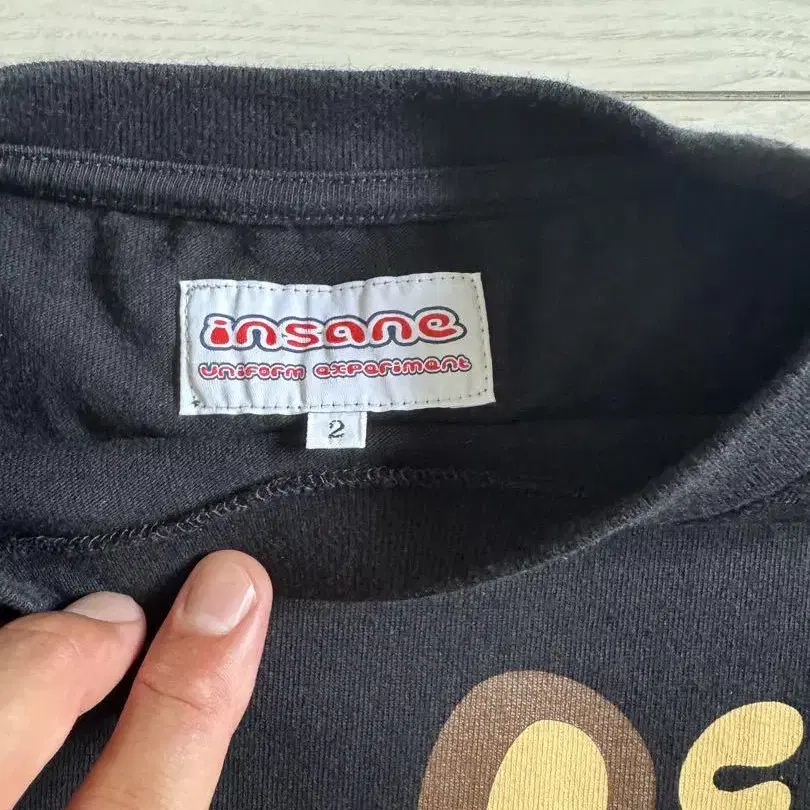 insane
uniform experiment
2